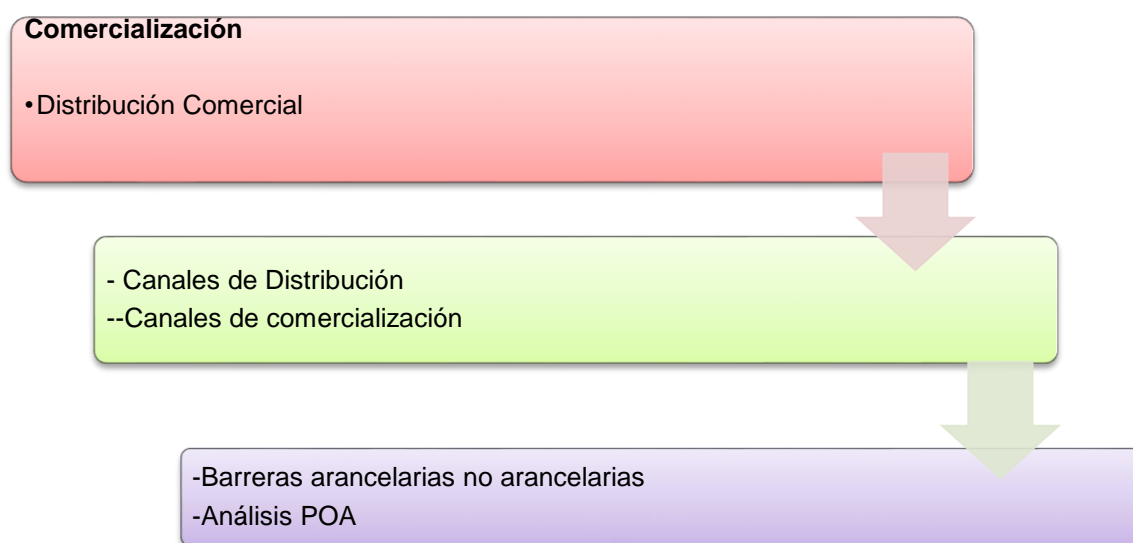 Comercialización
•Distribución Comercial
- Canales de Distribución
--Canales de comercialización
-Barreras arancelarias no arancelarias
-Análisis POA